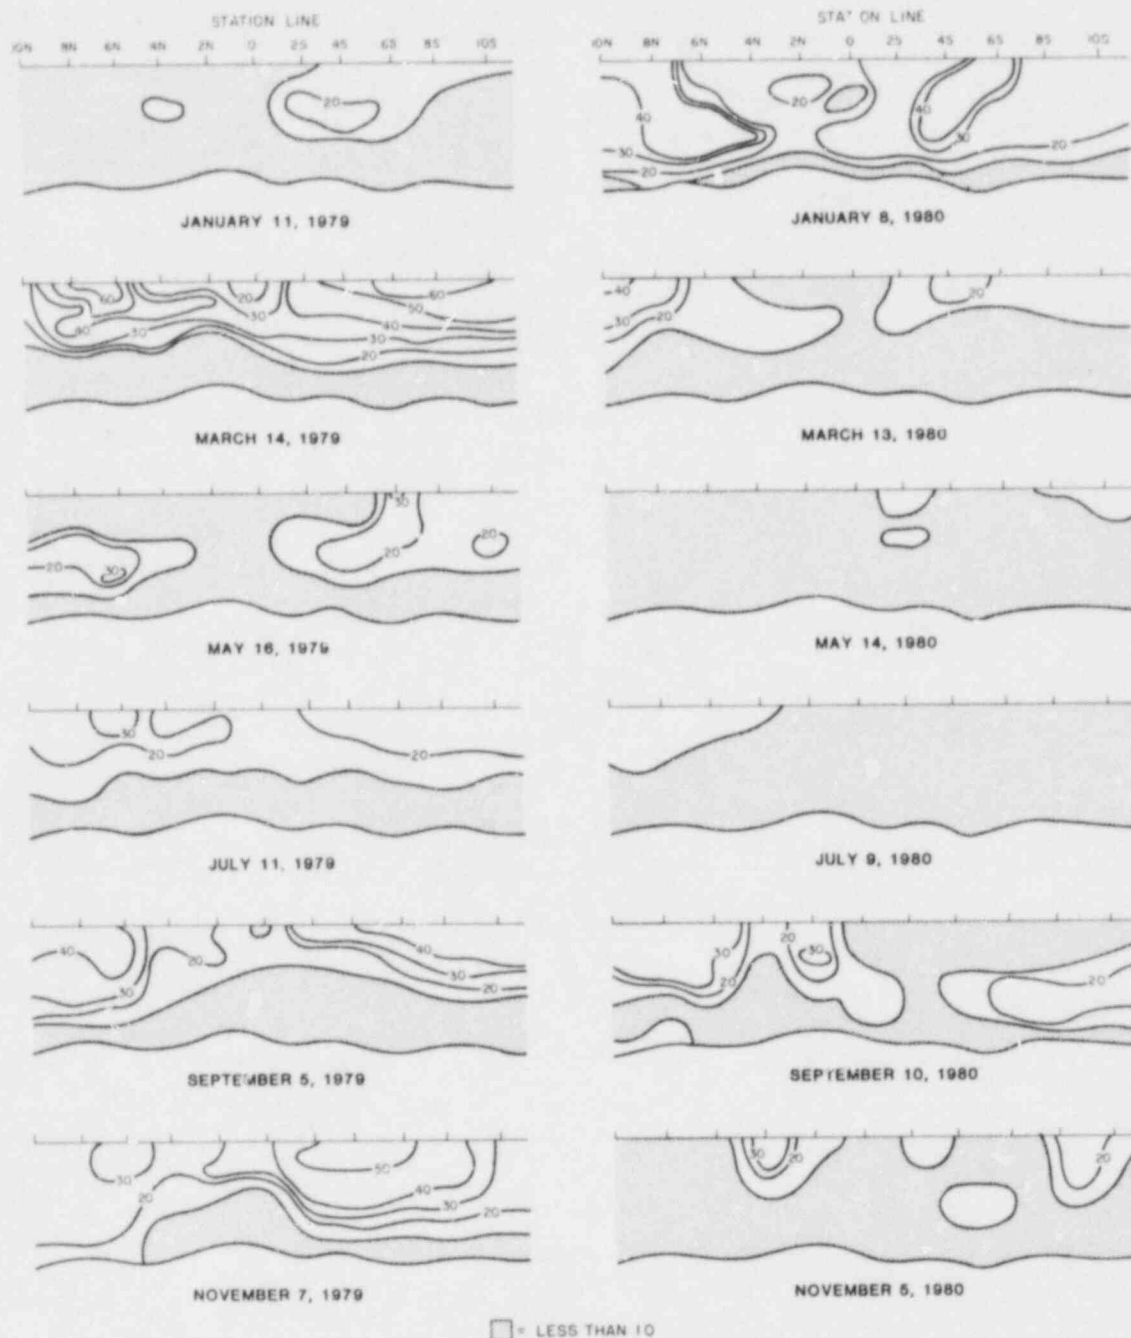 STATION LINE
10N 8N 6N 4N 2N 0 2S 4S 6S 8S 10S
20
JANUARY 11, 1979
STAT ON LINE
10N 8N 6N 4N 2N 0 2S 4S 6S 8S 10S
40 20 40 30
30 20
20
JANUARY 8, 1980
60 20 60
30 50
40 30 40
30
20
MARCH 14, 1979
40 20
30 20
MARCH 13, 1980
30
20 20
20 30
MAY 16, 1979
MAY 14, 1980
30
20 20
JULY 11, 1979
JULY 9, 1980
40 40
20
30 30
20
SEPTEMBER 5, 1979
20
30 30
20 20
SEPTEMBER 10, 1980
50
30 40
20 30
20
NOVEMBER 7, 1979
30 20 20
NOVEMBER 5, 1980
= LESS THAN 10